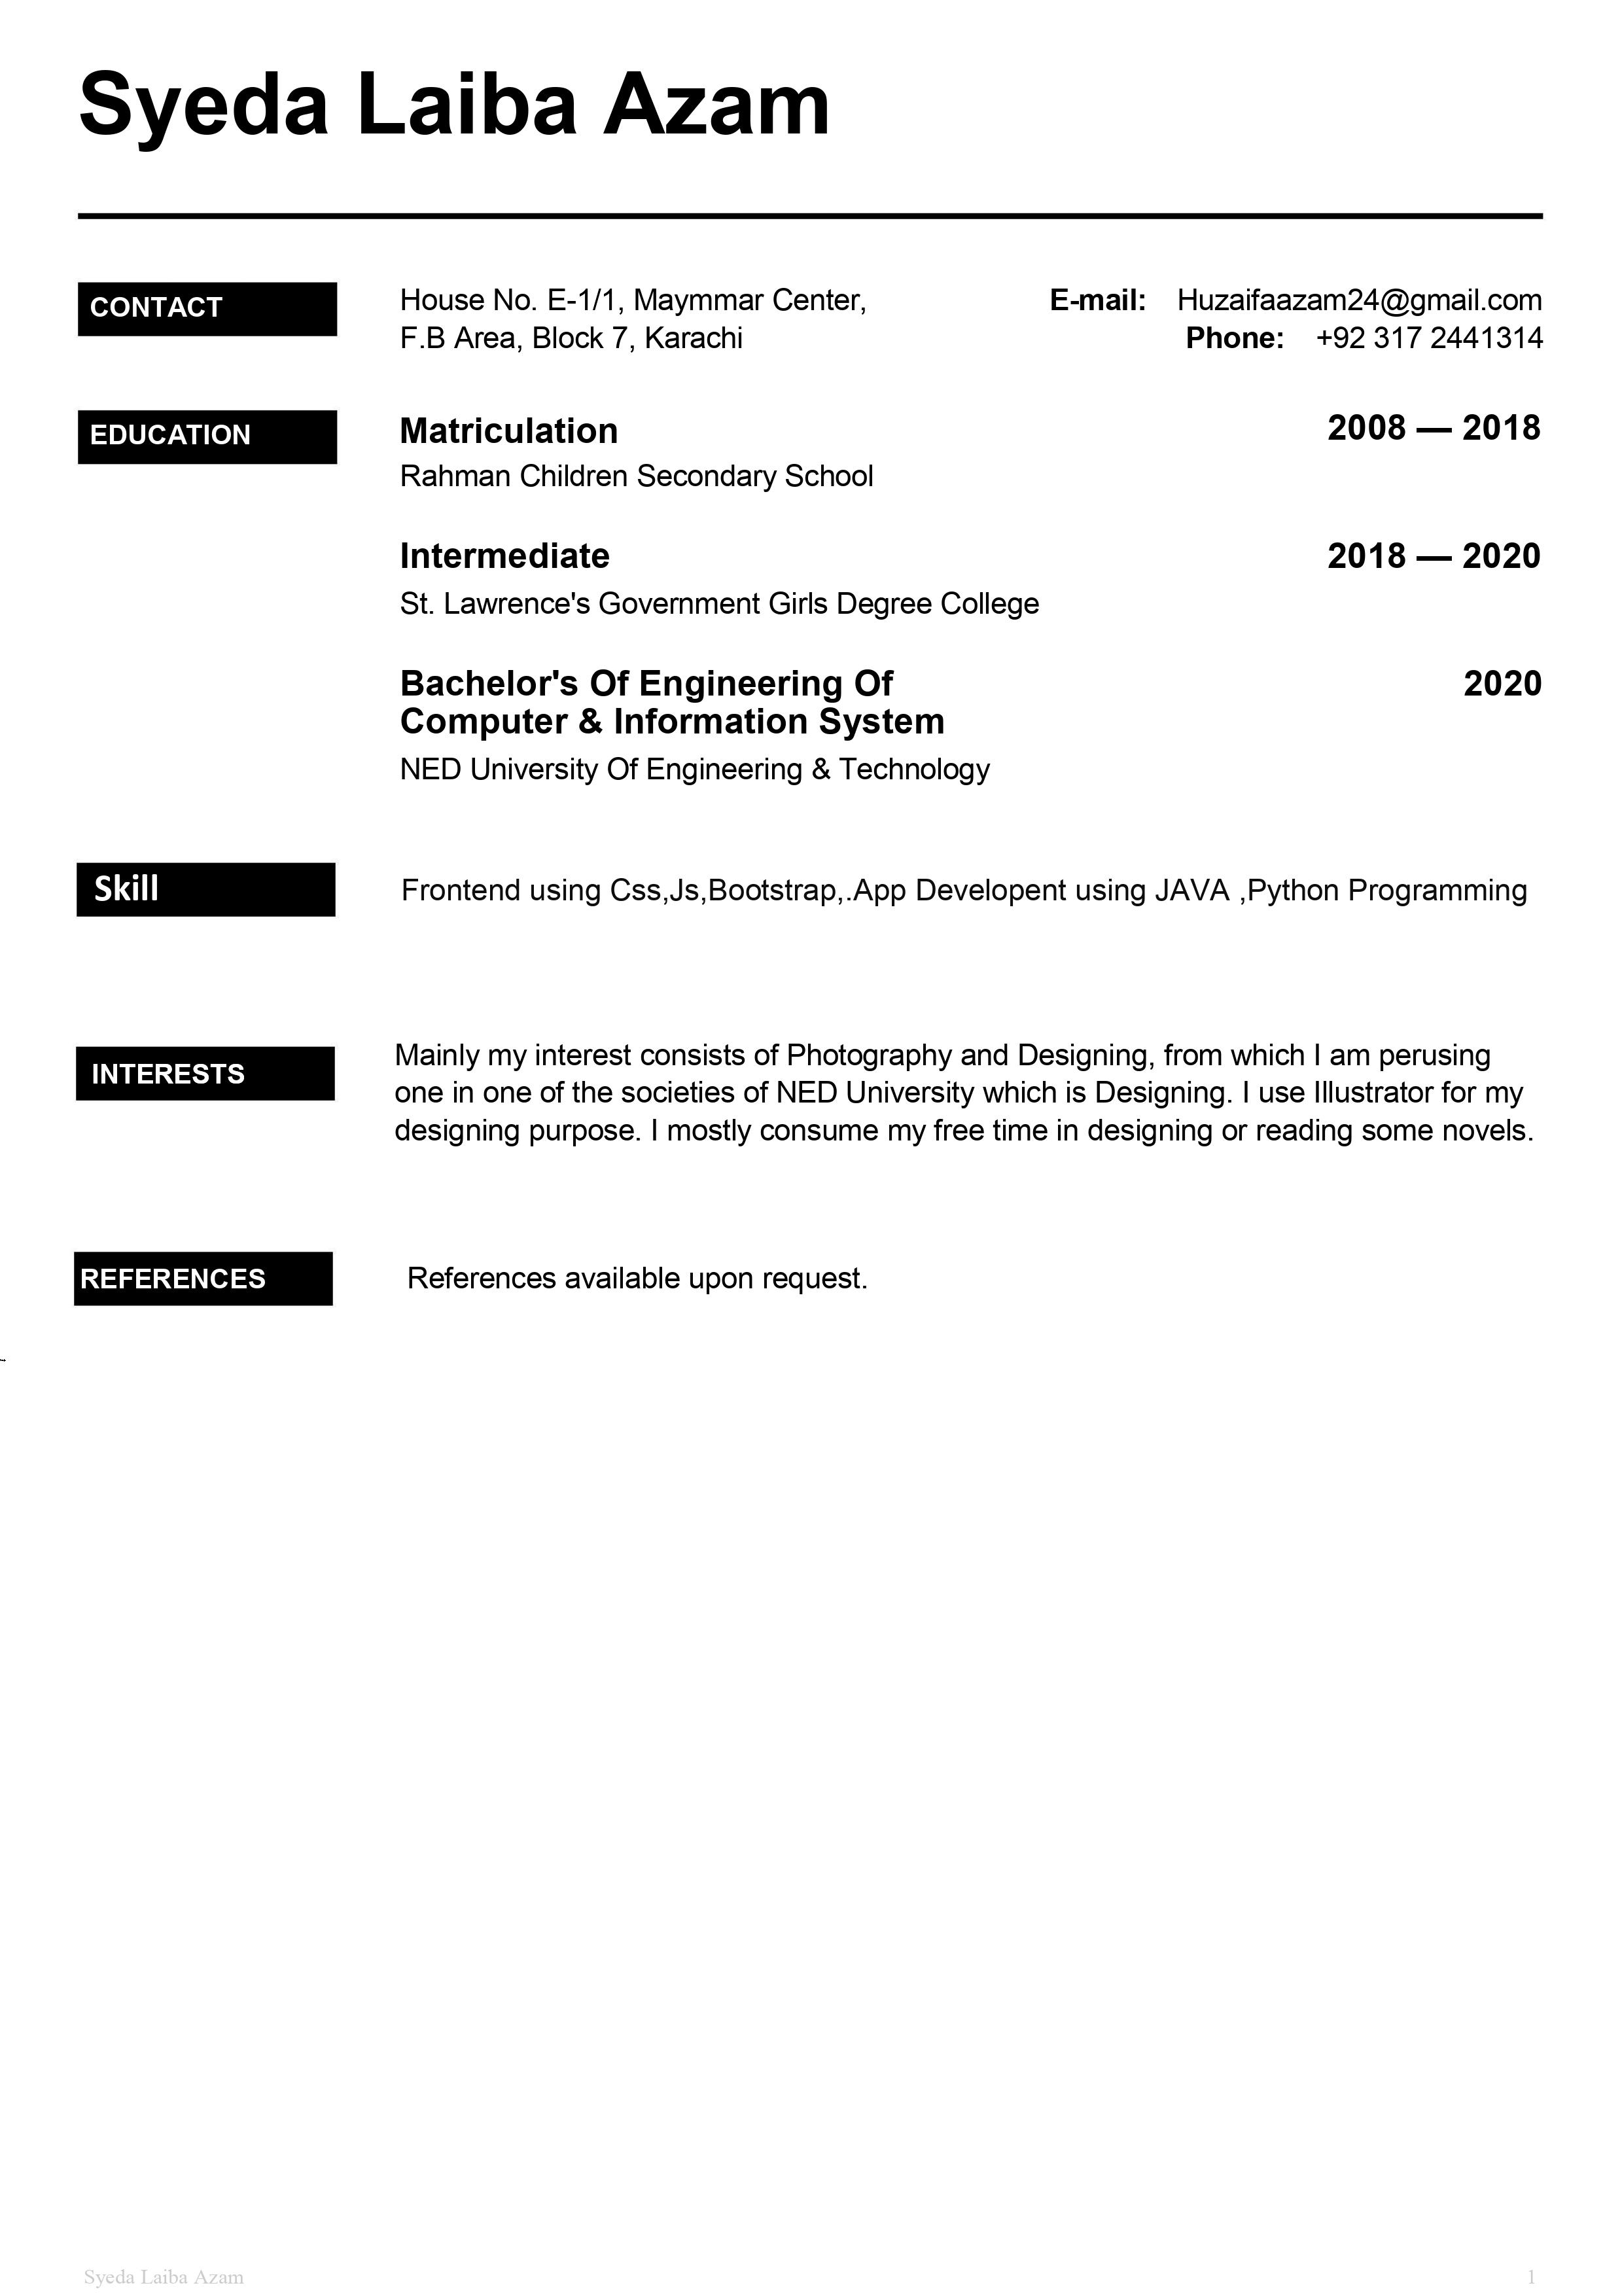 Syeda Laiba Azam
CONTACT
House No. E-1/1, Maymmar Center,
F.B Area, Block 7, Karachi
E-mail: Huzaifaazam24@gmail.com
Phone: +92 317 2441314
EDUCATION
Matriculation 2008 — 2018
Rahman Children Secondary School
Intermediate 2018 — 2020
St. Lawrence's Government Girls Degree College
Bachelor's Of Engineering Of 2020
Computer & Information System
NED University Of Engineering & Technology
Skill
Frontend using Css,Js,Bootstrap,.App Developent using JAVA ,Python Programming
INTERESTS
Mainly my interest consists of Photography and Designing, from which I am perusing
one in one of the societies of NED University which is Designing. I use Illustrator for my
designing purpose. I mostly consume my free time in designing or reading some novels.
REFERENCES
References available upon request.
Syeda Laiba Azam 1